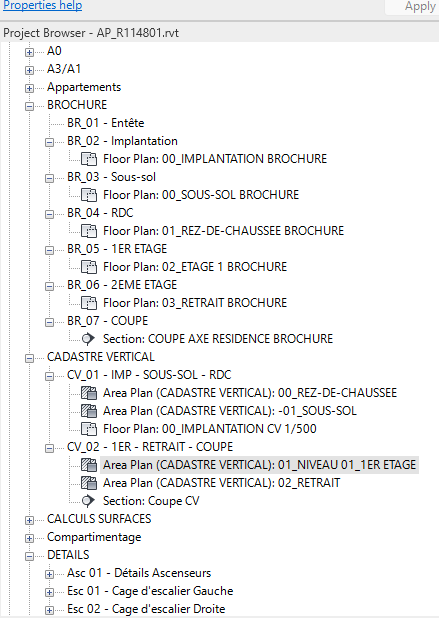 Properties help
Apply
Project Browser - AP_R114801.rvt
A0
A3/A1
Appartements
BROCHURE
BR_01 - Entête
BR_02 - Implantation
Floor Plan: 00_IMPLANTATION BROCHURE
BR_03 - Sous-sol
Floor Plan: 00_SOUS-SOL BROCHURE
BR_04 - RDC
Floor Plan: 01_REZ-DE-CHAUSSEE BROCHURE
BR_05 - 1ER ETAGE
Floor Plan: 02_ETAGE 1 BROCHURE
BR_06 - 2EME ETAGE
Floor Plan: 03_RETRAIT BROCHURE
BR_07 - COUPE
Section: COUPE AXE RESIDENCE BROCHURE
CADASTRE VERTICAL
CV_01 - IMP - SOUS-SOL - RDC
Area Plan (CADASTRE VERTICAL): 00_REZ-DE-CHAUSSEE
Area Plan (CADASTRE VERTICAL): -01_SOUS-SOL
Floor Plan: 00_IMPLANTATION CV 1/500
CV_02 - 1ER - RETRAIT - COUPE
Area Plan (CADASTRE VERTICAL): 01_NIVEAU 01_1ER ETAGE
Area Plan (CADASTRE VERTICAL): 02_RETRAIT
Section: Coupe CV
CALCULS SURFACES
Compartimentage
DETAILS
Asc 01 - Détails Ascenseurs
Esc 01 - Cage d'escalier Gauche
Esc 02 - Cage d'escalier Droite